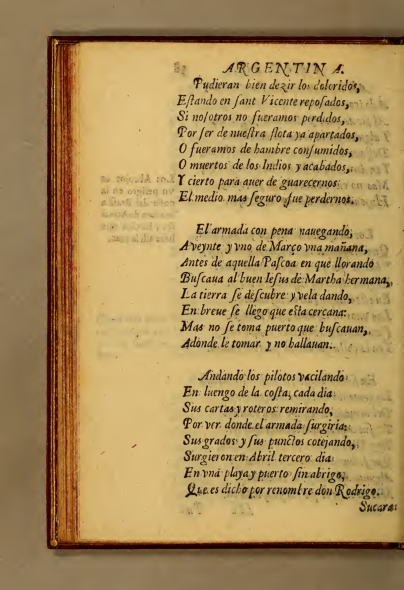 ARGENTINA.
Pudieran bien dezir los doloridos,
Eſtando en ſant Vicente repoſados,
Si noſotros no fueramos perdidos,
Por ſer de nueſtra flota ya apartados,
O fueramos de hambre conſumidos,
O muertos de los Indios y acabados,
Y cierto para auer de guarecernos
El medio mas ſeguro fue perdernos.
El armada con pena nauegando,
A veynte y vno de Março vna mañana,
Antes de aquella Paſcoa en que llorando
Buſcaua al buen Ieſus de Martha hermana,
La tierra ſe deſcubre y vela dando,
En breue ſe llego que eſta cercana:
Mas no ſe toma puerto que buſcauan,
Adonde le tomar y no hallauan.
Andando los pilotos vacilando
En luengo de la coſta, cada dia
Sus cartas y roteros remirando,
Por ver donde el armada ſurgiria:
Sus grados y ſus punctos cotejando,
Surgieron en Abril tercero dia
En vna playa y puerto ſin abrigo,
Que es dicho por renombre don Rodrigo.
Sucara